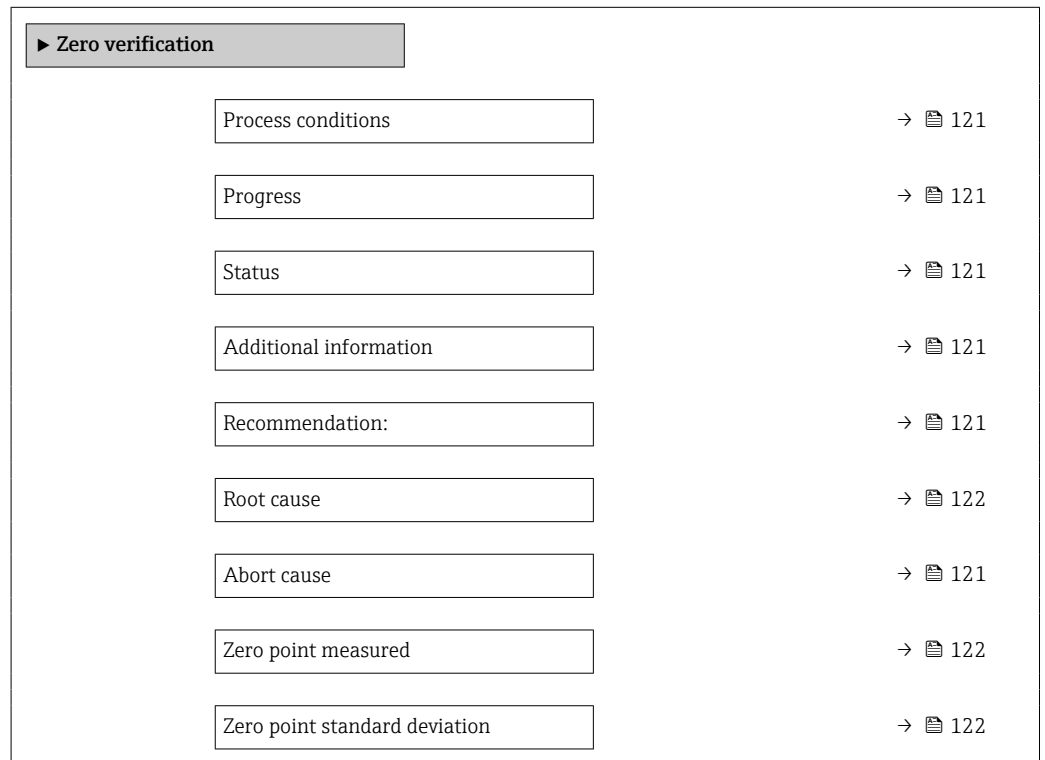 ▶ Zero verification
Process conditions → 121
Progress → 121
Status → 121
Additional information → 121
Recommendation: → 121
Root cause → 122
Abort cause → 121
Zero point measured → 122
Zero point standard deviation → 122